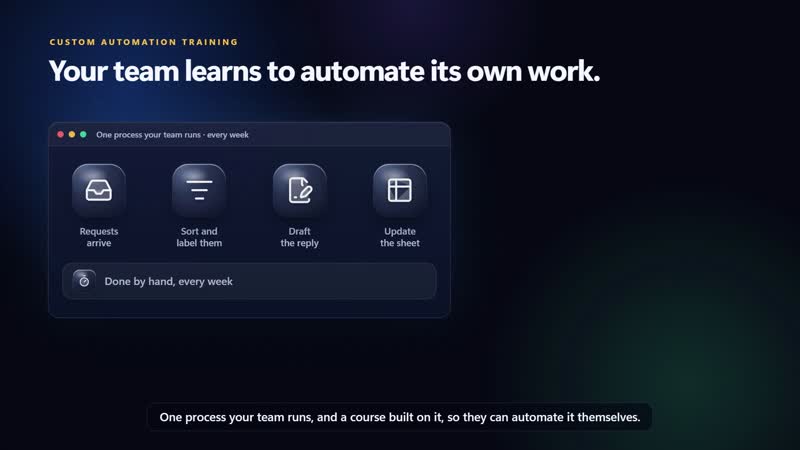 CUSTOM AUTOMATION TRAINING
Your team learns to automate its own work.
One process your team runs · every week
Requests
arrive
Sort and
label them
Draft
the reply
Update
the sheet
Done by hand, every week
One process your team runs, and a course built on it, so they can automate it themselves.